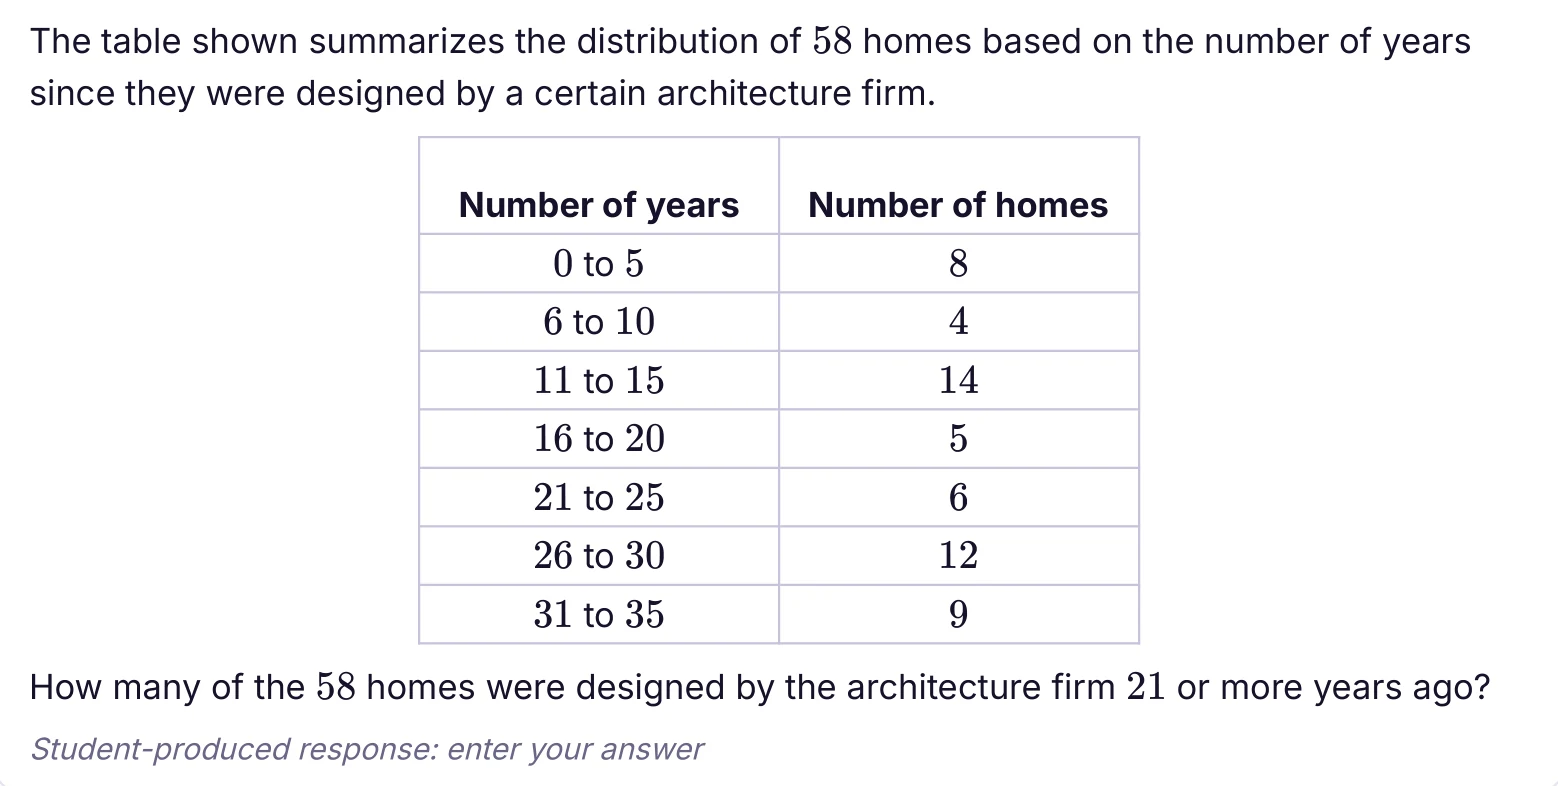 The table shown summarizes the distribution of 58 homes based on the number of years
since they were designed by a certain architecture firm.
Number of years Number of homes
0 to 5 8
6 to 10 4
11 to 15 14
16 to 20 5
21 to 25 6
26 to 30 12
31 to 35 9
How many of the 58 homes were designed by the architecture firm 21 or more years ago?
Student-produced response: enter your answer